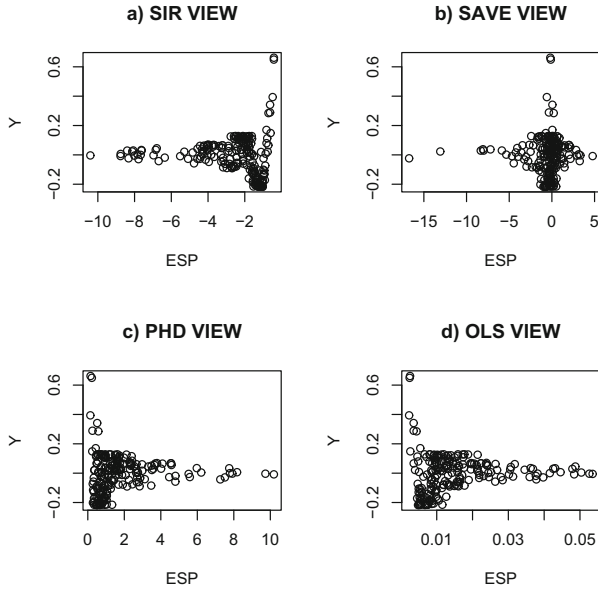 a) SIR VIEW
Y
0.6
0.2
−0.2
−10 −8 −6 −4 −2
ESP
b) SAVE VIEW
Y
0.6
0.2
−0.2
−15 −10 −5 0 5
ESP
c) PHD VIEW
Y
0.6
0.2
−0.2
0 2 4 6 8 10
ESP
d) OLS VIEW
Y
0.6
0.2
−0.2
0.01 0.03 0.05
ESP